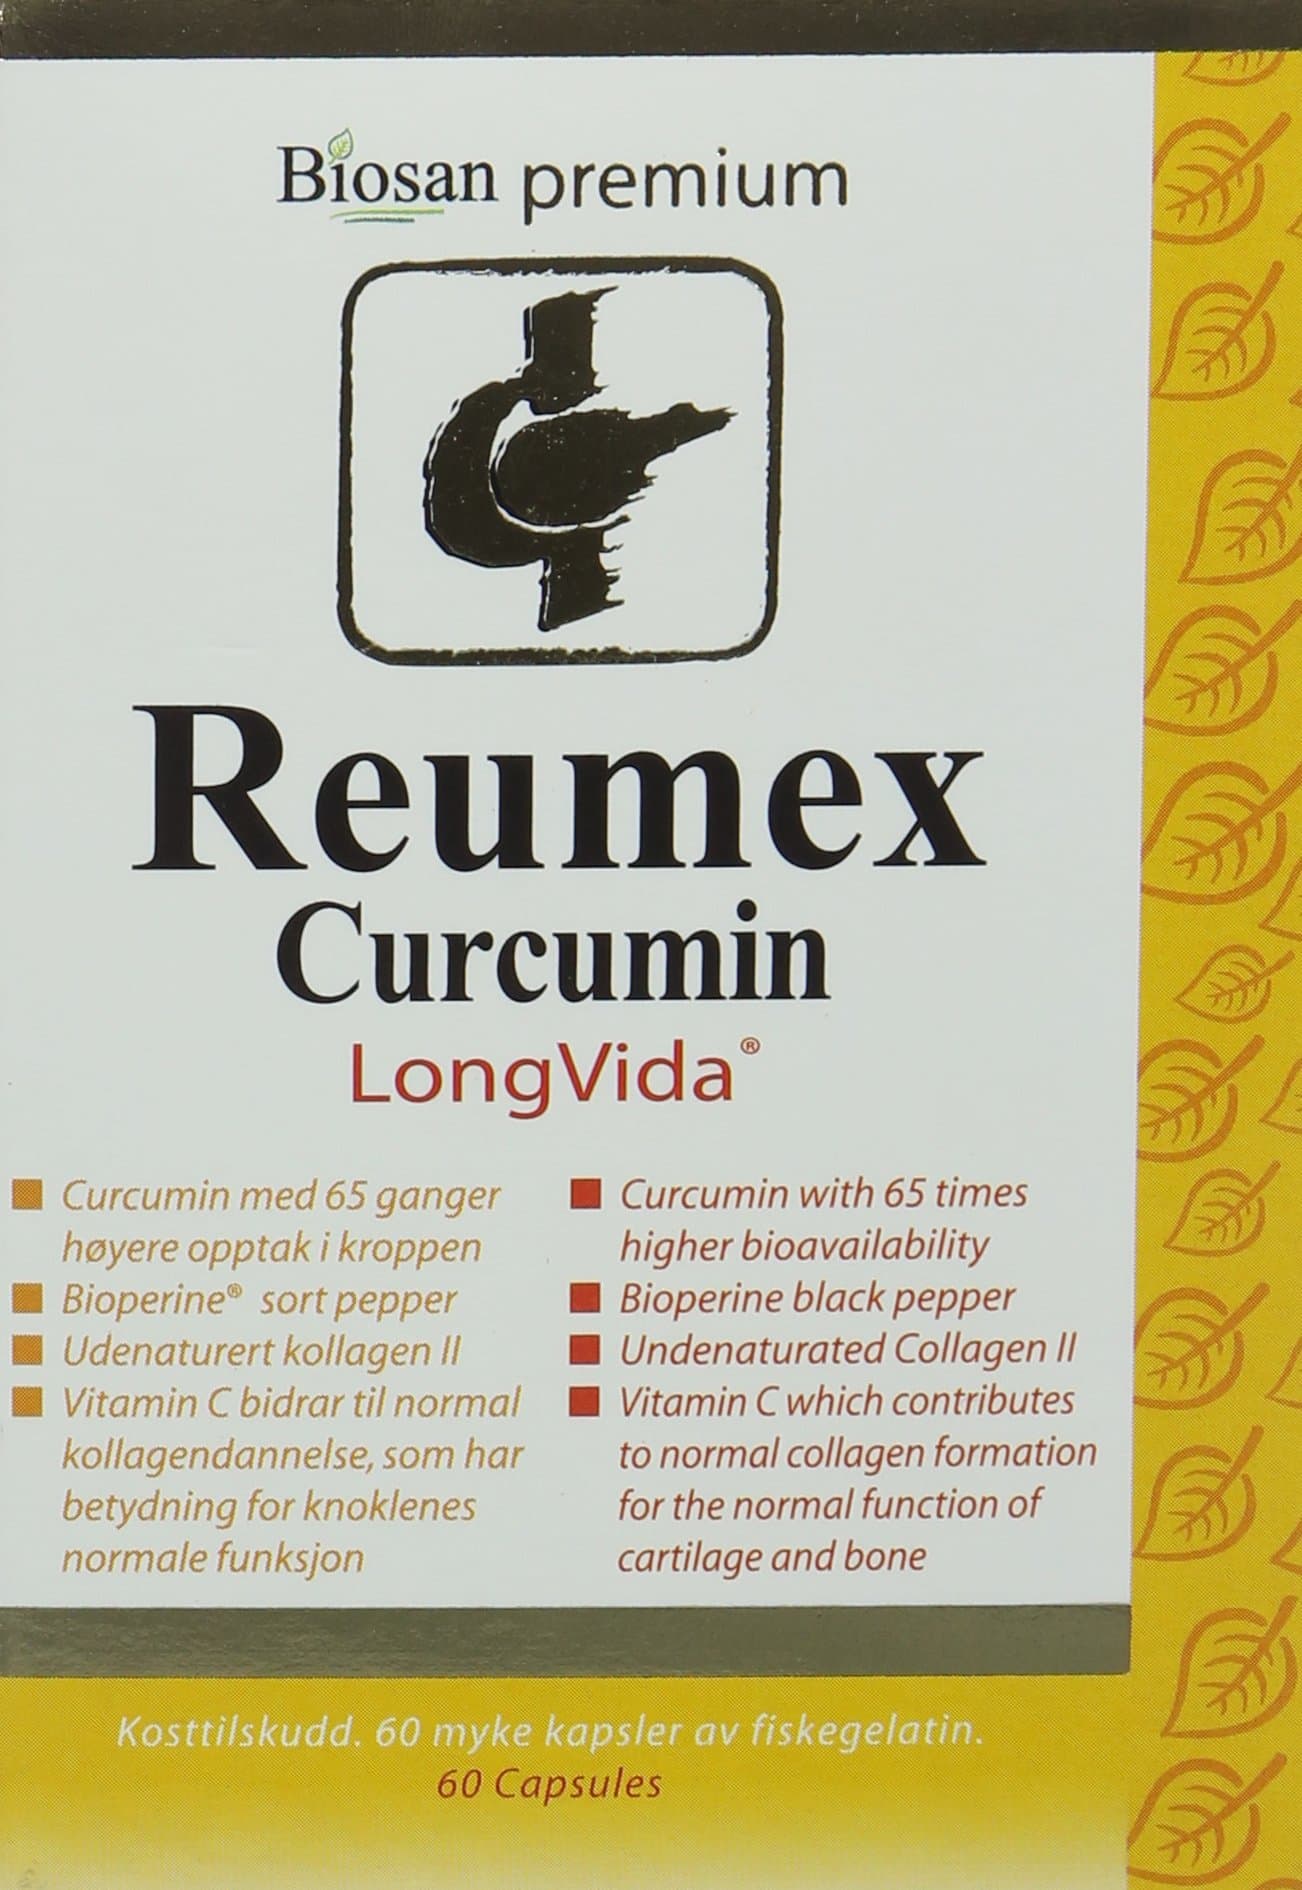 Biosan premium
Reumex
Curcumin
LongVida®
Curcumin med 65 ganger
høyere opptak i kroppen
Bioperine® sort pepper
Udenaturert kollagen II
Vitamin C bidrar til normal
kollagendannelse, som har
betydning for knoklenes
normale funksjon
Curcumin with 65 times
higher bioavailability
Bioperine black pepper
Undenaturated Collagen II
Vitamin C which contributes
to normal collagen formation
for the normal function of
cartilage and bone
Kosttilskudd. 60 myke kapsler av fiskegelatin.
60 Capsules